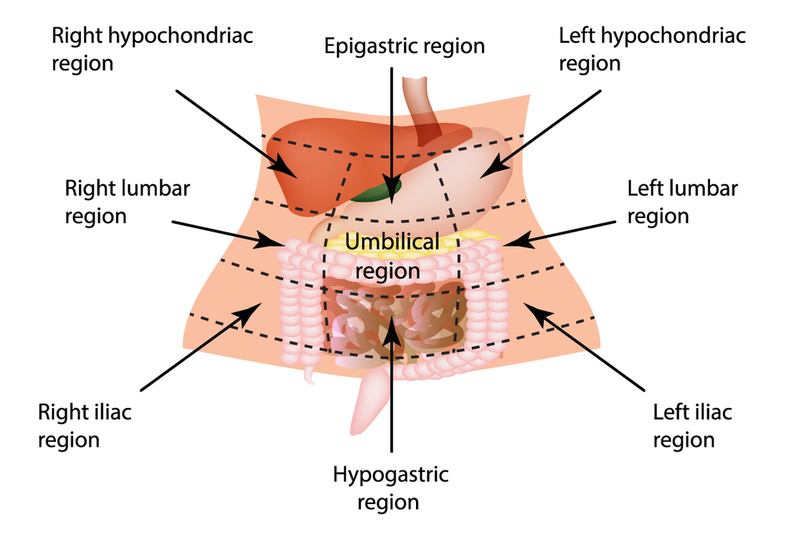 Right hypochondriac
region
Epigastric region
Left hypochondriac
region
Right lumbar
region
Left lumbar
region
Umbilical
region
Right iliac
region
Left iliac
region
Hypogastric
region